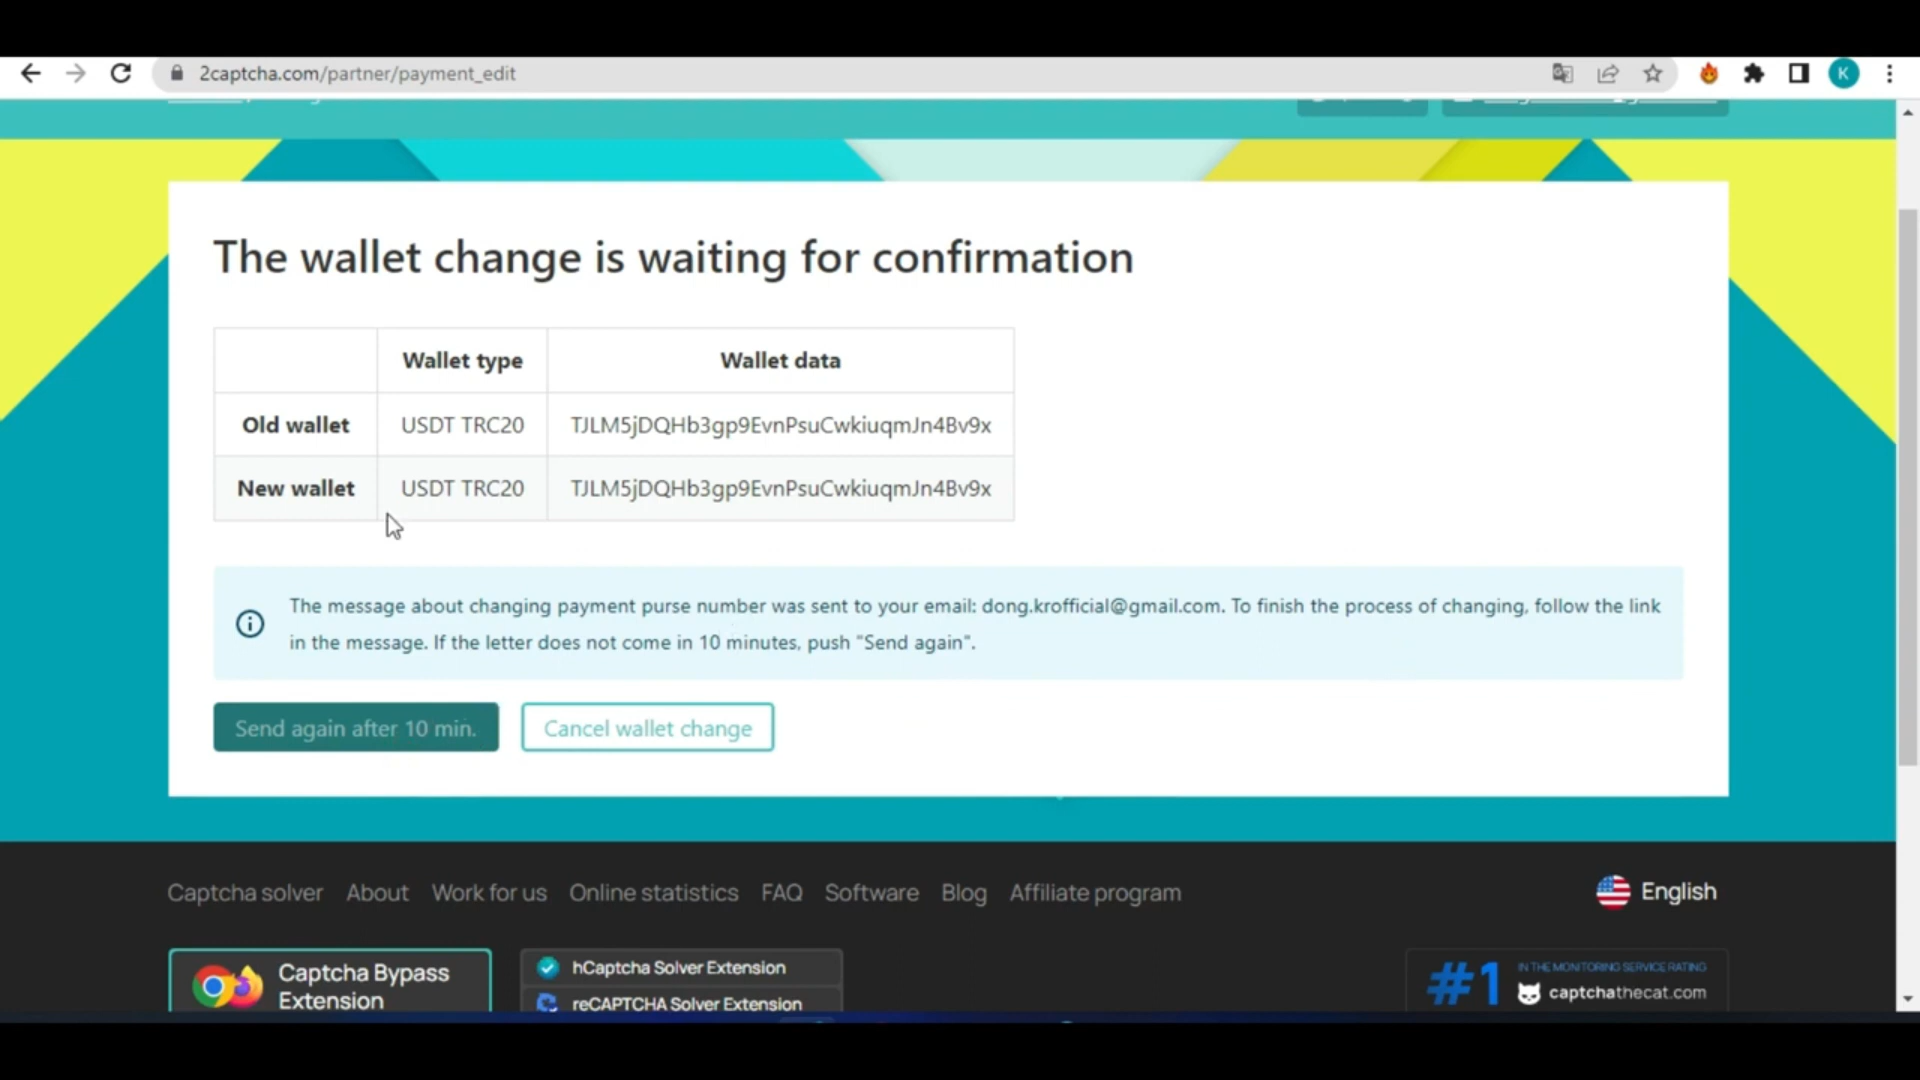 2captcha.com/partner/payment_edit
K
The wallet change is waiting for confirmation
Wallet type Wallet data
Old wallet USDT TRC20 TJLM5jDQHb3gp9EvnPsuCwkiuqmJn4Bv9x
New wallet USDT TRC20 TJLM5jDQHb3gp9EvnPsuCwkiuqmJn4Bv9x
The message about changing payment purse number was sent to your email: dong.krofficial@gmail.com. To finish the process of changing, follow the link
in the message. If the letter does not come in 10 minutes, push "Send again".
Send again after 10 min. Cancel wallet change
Captcha solver About Work for us Online statistics FAQ Software Blog Affiliate program English
Captcha Bypass
Extension
hCaptcha Solver Extension
reCAPTCHA Solver Extension
#1 IN THE MONITORING SERVICE RATING
captchathecat.com